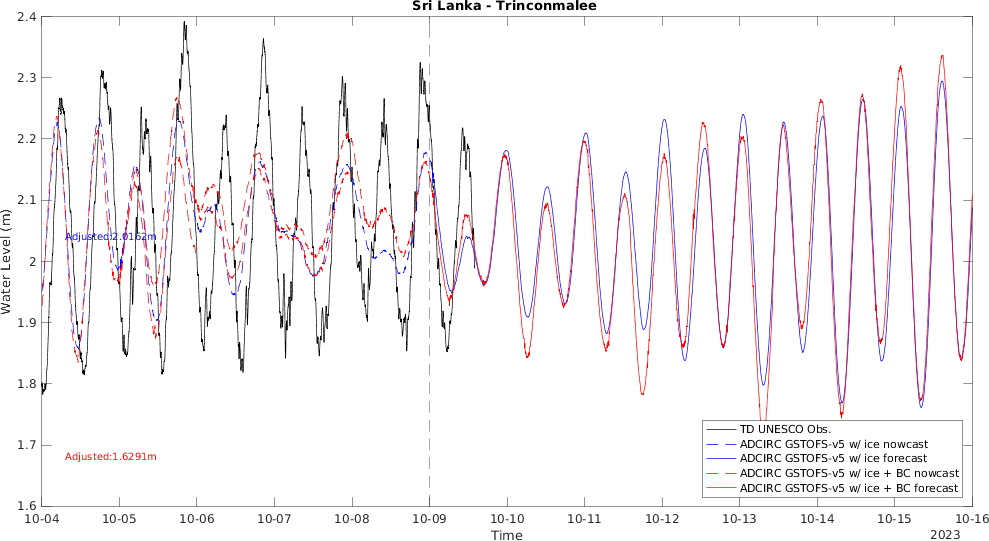 Sri Lanka - Trinconmalee
2.4
2.3
2.2
2.1
2
1.9
1.8
1.7
1.6
Water Level (m)
Adjusted:2.0162m
Adjusted:1.6291m
TD UNESCO Obs.
ADCIRC GSTOFS-v5 w/ ice nowcast
ADCIRC GSTOFS-v5 w/ ice forecast
ADCIRC GSTOFS-v5 w/ ice + BC nowcast
ADCIRC GSTOFS-v5 w/ ice + BC forecast
10-04 10-05 10-06 10-07 10-08 10-09 10-10 10-11 10-12 10-13 10-14 10-15 10-16
Time
2023